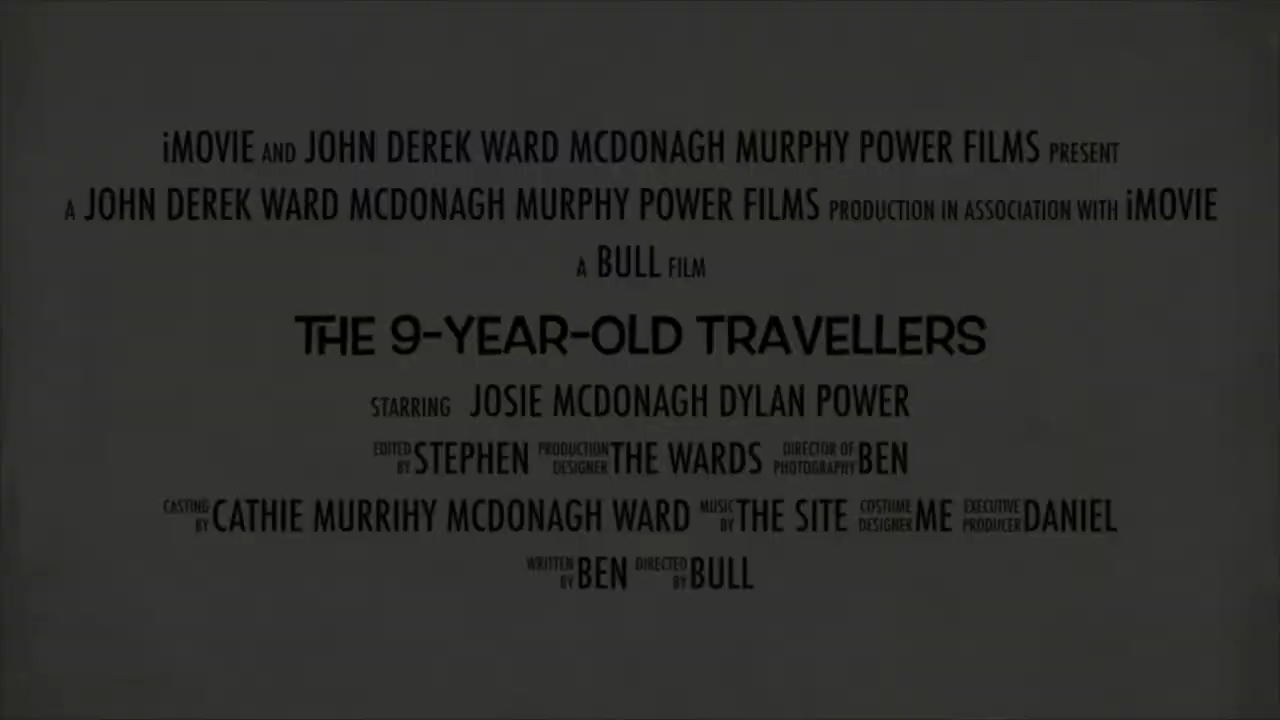 iMOVIE AND JOHN DEREK WARD MCDONAGH MURPHY POWER FILMS PRESENT
A JOHN DEREK WARD MCDONAGH MURPHY POWER FILMS PRODUCTION IN ASSOCIATION WITH iMOVIE
A BULL FILM
THE 9-YEAR-OLD TRAVELLERS
STARRING JOSIE MCDONAGH DYLAN POWER
EDITED BY STEPHEN PRODUCTION DESIGNER THE WARDS DIRECTOR OF PHOTOGRAPHY BEN
CASTING BY CATHIE MURRIHY MCDONAGH WARD MUSIC BY THE SITE COSTUME DESIGNER ME EXECUTIVE PRODUCER DANIEL
WRITTEN BY BEN DIRECTED BY BULL